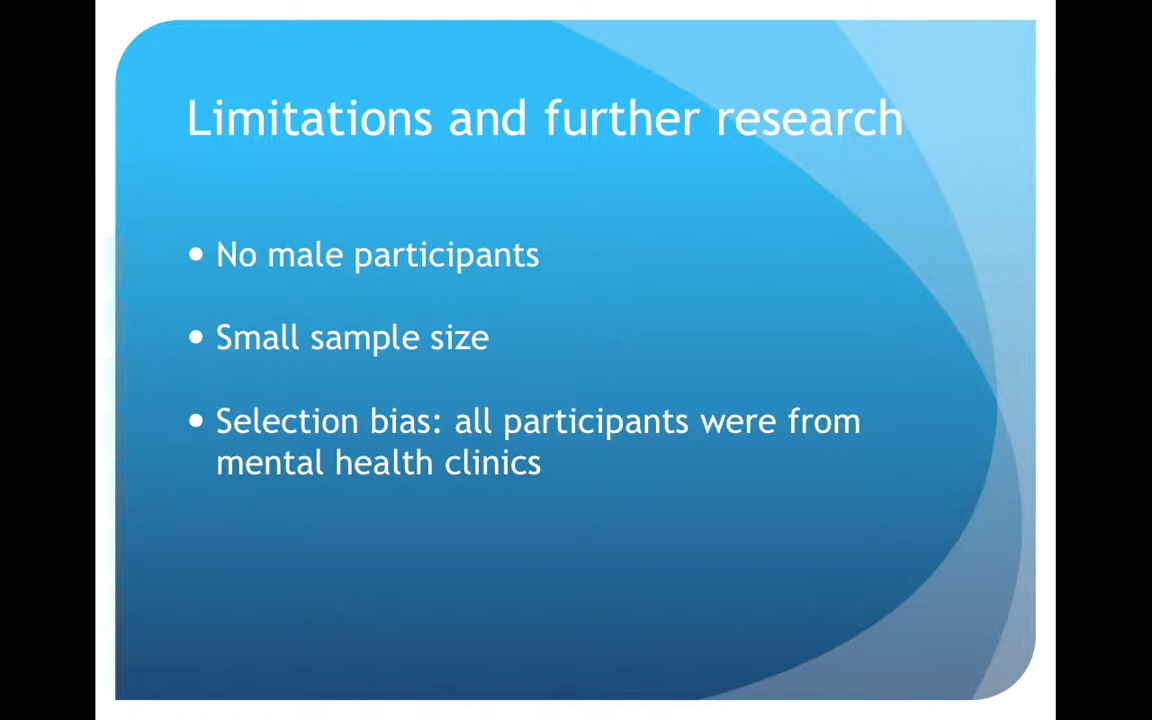 Limitations and further research
• No male participants
• Small sample size
• Selection bias: all participants were from
mental health clinics